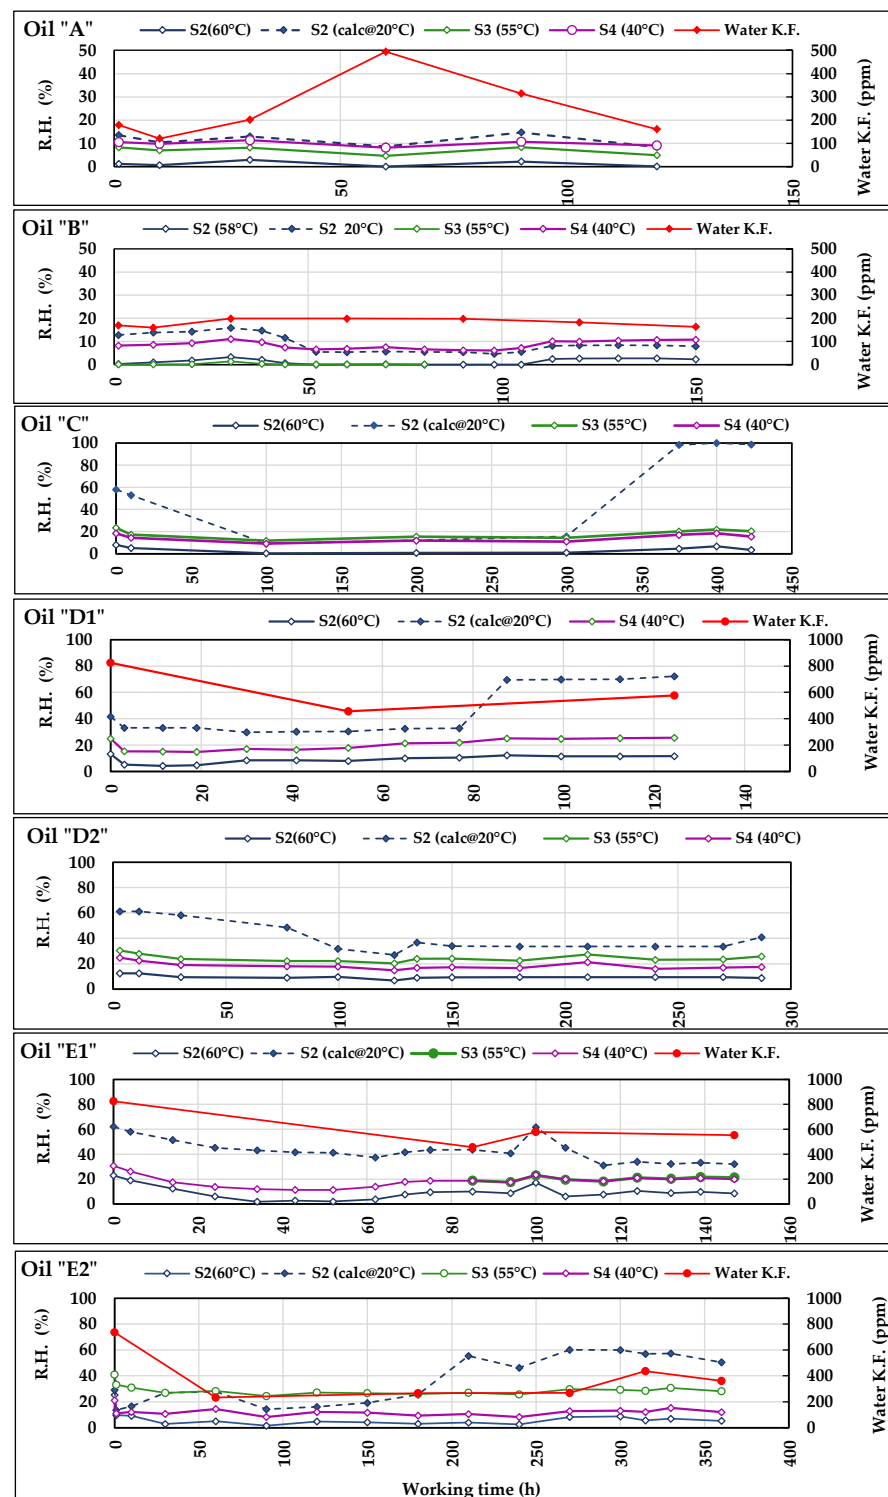 Oil "A" S2(60°C) S2 (calc@20°C) S3 (55°C) S4 (40°C) Water K.F.
R.H. (%)
50
40
30
20
10
0
500
400
300
200
100
0
Water K.F. (ppm)
0 50 100 150
Oil "B" S2 (58°C) S2 20°C) S3 (55°C) S4 (40°C) Water K.F.
R.H. (%)
50
40
30
20
10
0
500
400
300
200
100
0
Water K.F. (ppm)
0 50 100 150
Oil "C" S2(60°C) S2 (calc@20°C) S3 (55°C) S4 (40°C)
R.H. (%)
100
80
60
40
20
0
0 50 100 150 200 250 300 350 400 450
Oil "D1" S2(60°C) S2 (calc@20°C) S4 (40°C) Water K.F.
R.H. (%)
100
80
60
40
20
0
1000
800
600
400
200
0
Water K.F. (ppm)
0 20 40 60 80 100 120 140
Oil "D2" S2(60°C) S2 (calc@20°C) S3 (55°C) S4 (40°C)
R.H. (%)
100
80
60
40
20
0
0 50 100 150 200 250 300
Oil "E1" S2(60°C) S2 (calc@20°C) S3 (55°C) S4 (40°C) Water K.F.
R.H. (%)
100
80
60
40
20
0
1000
800
600
400
200
0
Water K.F. (ppm)
0 20 40 60 80 100 120 140 160
Oil "E2" S2(60°C) S2 (calc@20°C) S3 (55°C) S4 (40°C) Water K.F.
R.H. (%)
100
80
60
40
20
0
1000
800
600
400
200
0
Water K.F. (ppm)
0 50 100 150 200 250 300 350 400
Working time (h)